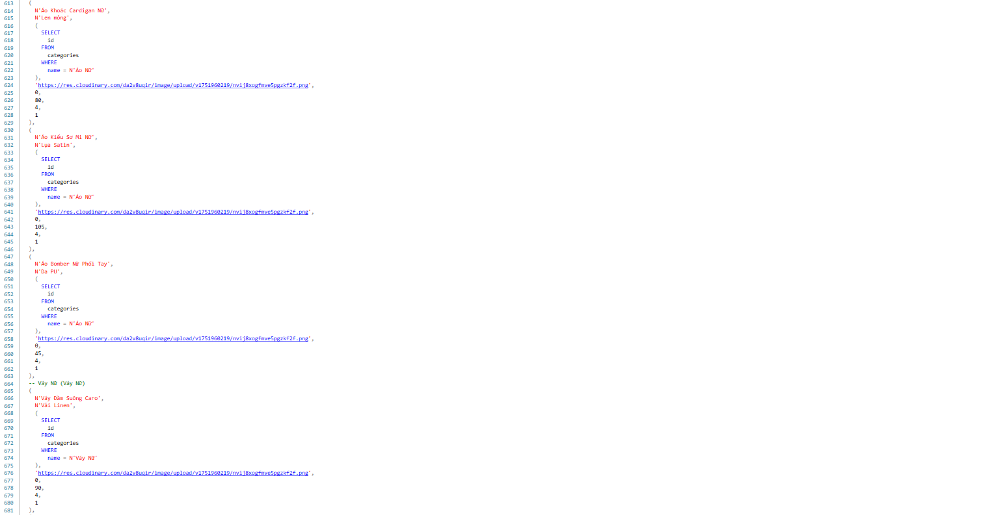 613 (
614 N'Áo Khoác Cardigan Nữ',
615 N'Len mỏng',
616 (
617 SELECT
618 id
619 FROM
620 categories
621 WHERE
622 name = N'Áo Nữ'
623 ),
624 'https://res.cloudinary.com/da2v8uqir/image/upload/v1751960219/nvij8xogfmve5pgzkf2f.png',
625 0,
626 80,
627 4,
628 1
629 ),
630 (
631 N'Áo Kiểu Sơ Mi Nữ',
632 N'Lụa Satin',
633 (
634 SELECT
635 id
636 FROM
637 categories
638 WHERE
639 name = N'Áo Nữ'
640 ),
641 'https://res.cloudinary.com/da2v8uqir/image/upload/v1751960219/nvij8xogfmve5pgzkf2f.png',
642 0,
643 105,
644 4,
645 1
646 ),
647 (
648 N'Áo Bomber Nữ Phối Tay',
649 N'Da PU',
650 (
651 SELECT
652 id
653 FROM
654 categories
655 WHERE
656 name = N'Áo Nữ'
657 ),
658 'https://res.cloudinary.com/da2v8uqir/image/upload/v1751960219/nvij8xogfmve5pgzkf2f.png',
659 0,
660 45,
661 4,
662 1
663 ),
664 -- Váy Nữ (Váy Nữ)
665 (
666 N'Váy Đầm Suông Caro',
667 N'Vải Linen',
668 (
669 SELECT
670 id
671 FROM
672 categories
673 WHERE
674 name = N'Váy Nữ'
675 ),
676 'https://res.cloudinary.com/da2v8uqir/image/upload/v1751960219/nvij8xogfmve5pgzkf2f.png',
677 0,
678 90,
679 4,
680 1
681 ),